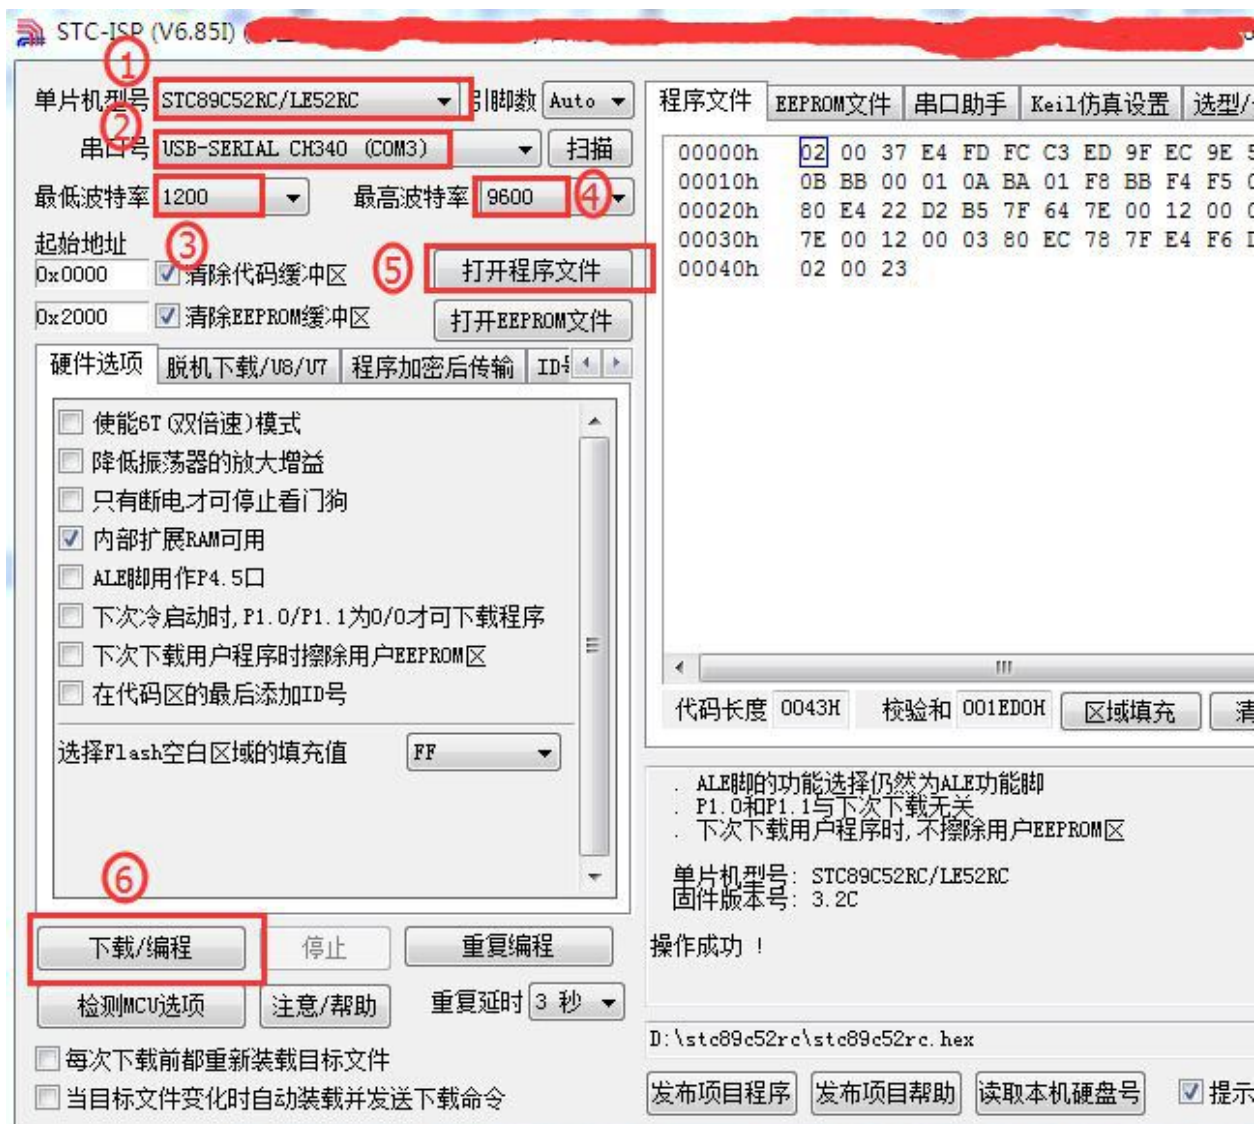 STC-ISP (V6.85I) (
①
单片机型号 STC89C52RC/LE52RC 引脚数 Auto
②
串口号 USB-SERIAL CH340 (COM3) 扫描
最低波特率 1200 最高波特率 9600 ④
起始地址 ③ ⑤
0x0000 清除代码缓冲区 打开程序文件
0x2000 清除EEPROM缓冲区 打开EEPROM文件
硬件选项 脱机下载/U8/U7 程序加密后传输
使能6T(双倍速)模式
降低振荡器的放大增益
只有断电才可停止看门狗
内部扩展RAM可用
ALE脚用作P4.5口
下次冷启动时,P1.0/P1.1为0/0才可下载程序
下次下载用户程序时擦除用户EEPROM区
在代码区的最后添加ID号
选择Flash空白区域的填充值 FF
⑥
下载/编程 停止 重复编程
检测MCU选项 注意/帮助 重复延时 3 秒
每次下载前都重新装载目标文件
当目标文件变化时自动装载并发送下载命令
程序文件 EEPROM文件 串口助手 Keil仿真设置 选型/
00000h 02 00 37 E4 FD FC C3 ED 9F EC 9E
00010h 0B BB 00 01 0A BA 01 F8 BB F4 F5
00020h 80 E4 22 D2 B5 7F 64 7E 00 12 00
00030h 7E 00 12 00 03 80 EC 78 7F E4 F6
00040h 02 00 23
代码长度 0043H 校验和 001ED0H 区域填充
. ALE脚的功能选择仍然为ALE功能脚
. P1.0和P1.1与下次下载无关
. 下次下载用户程序时,不擦除用户EEPROM区
单片机型号: STC89C52RC/LE52RC
固件版本号: 3.2C
操作成功 !
D:\stc89c52rc\stc89c52rc.hex
发布项目程序 发布项目帮助 读取本机硬盘号 提示